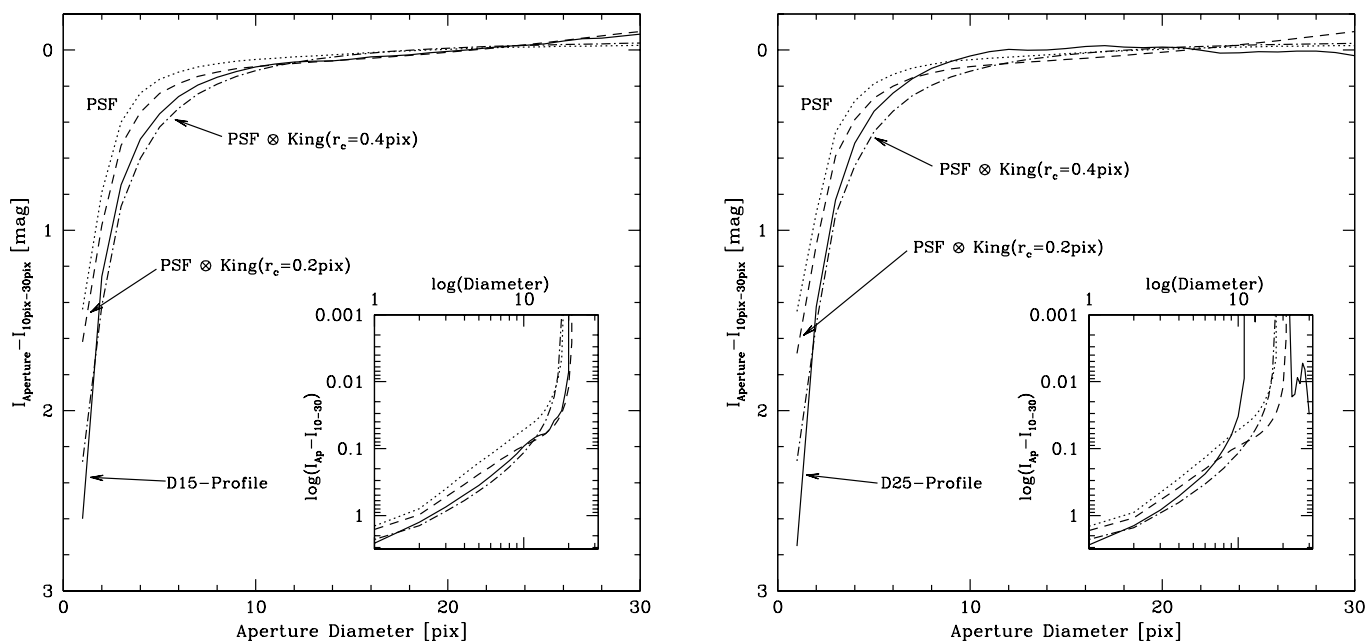 0
1
2
3
I_Aperture−I_10pix−30pix [mag]
0 10 20 30
Aperture Diameter [pix]
PSF
PSF ⊗ King(r_c=0.4pix)
PSF ⊗ King(r_c=0.2pix)
D15−Profile
log(Diameter)
1 10
0.001
0.01
0.1
1
log(I_Ap−I_10−30)
0
1
2
3
I_Aperture−I_10pix−30pix [mag]
0 10 20 30
Aperture Diameter [pix]
PSF
PSF ⊗ King(r_c=0.4pix)
PSF ⊗ King(r_c=0.2pix)
D25−Profile
log(Diameter)
1 10
0.001
0.01
0.1
1
log(I_Ap−I_10−30)